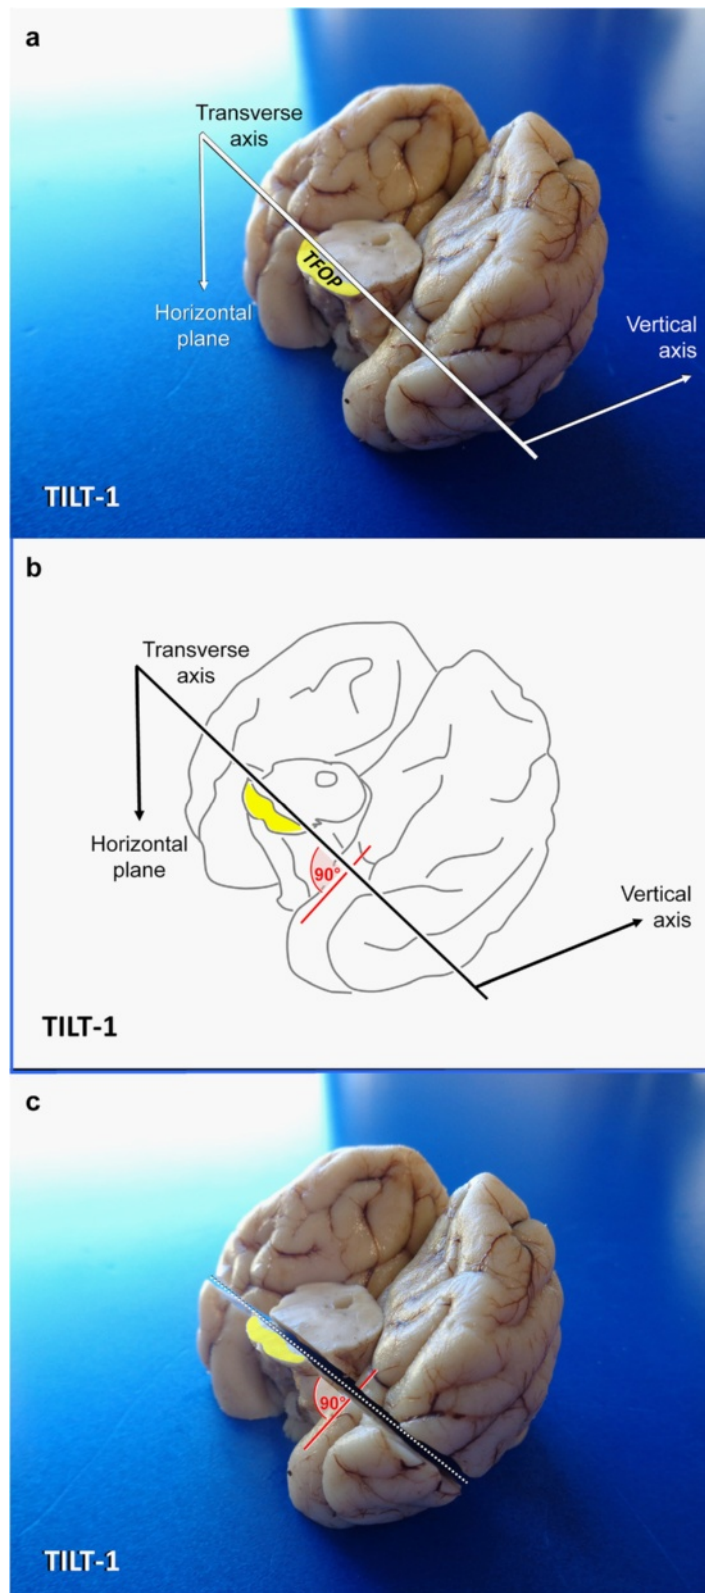 a
Transverse
axis
TFOP
Horizontal
plane
Vertical
axis
TILT-1
b
Transverse
axis
Horizontal
plane
90°
Vertical
axis
TILT-1
c
90°
TILT-1